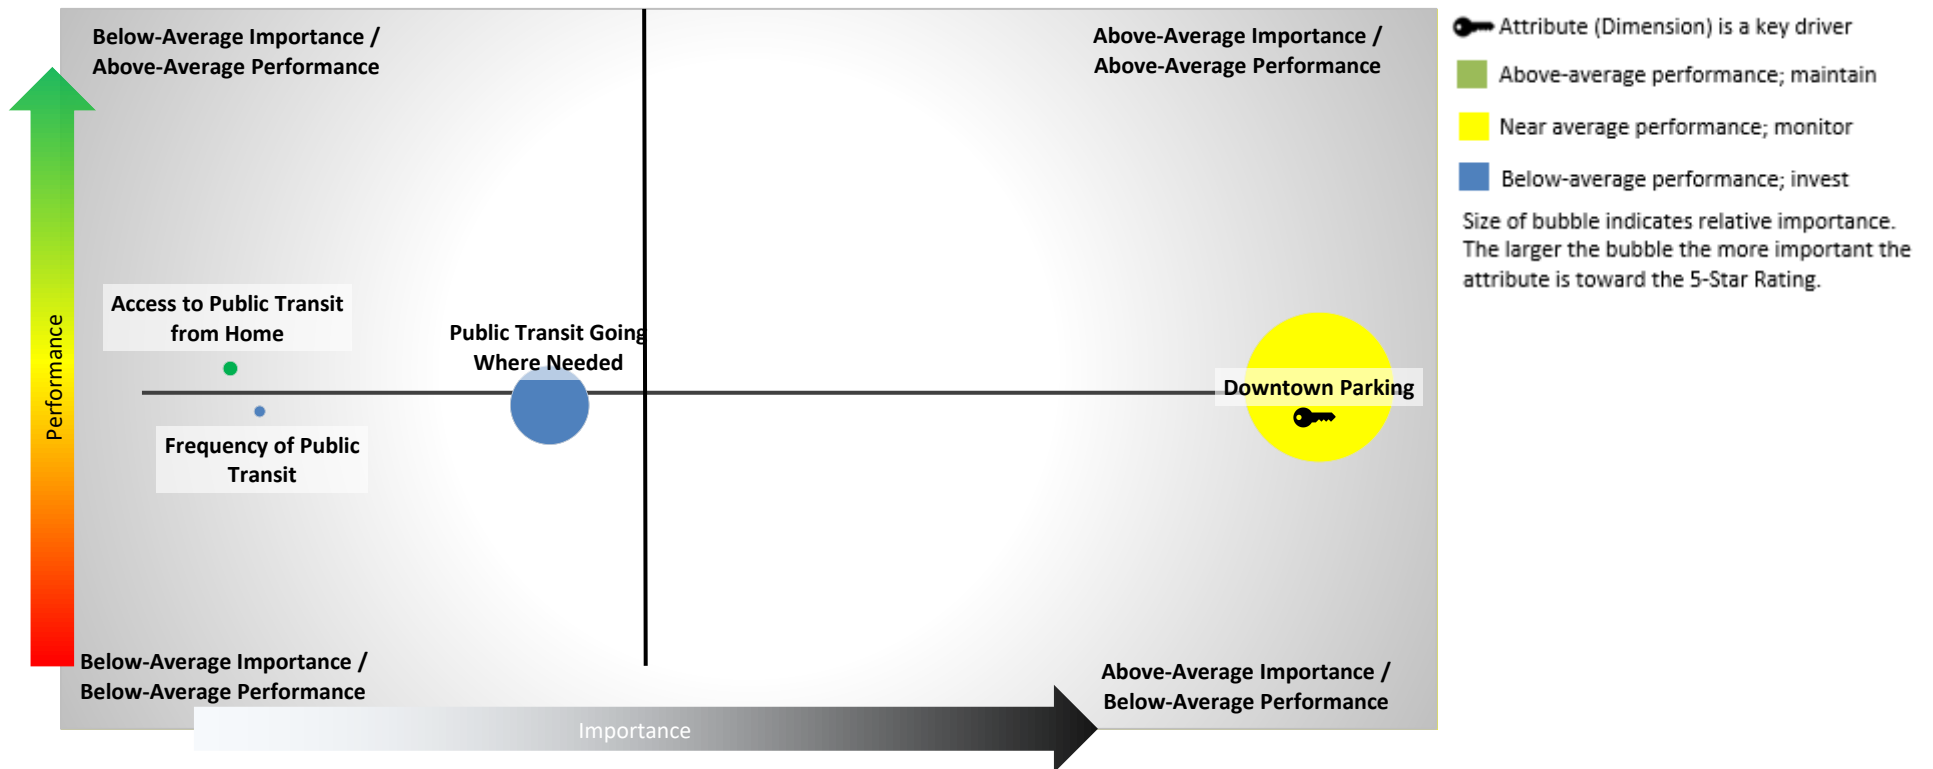 Below-Average Importance /
Above-Average Performance
Above-Average Importance /
Above-Average Performance
Attribute (Dimension) is a key driver
Above-average performance; maintain
Near average performance; monitor
Below-average performance; invest
Size of bubble indicates relative importance.
The larger the bubble the more important the
attribute is toward the 5-Star Rating.
Performance
Access to Public Transit
from Home
Public Transit Going
Where Needed
Downtown Parking
Frequency of Public
Transit
Below-Average Importance /
Below-Average Performance
Above-Average Importance /
Below-Average Performance
Importance